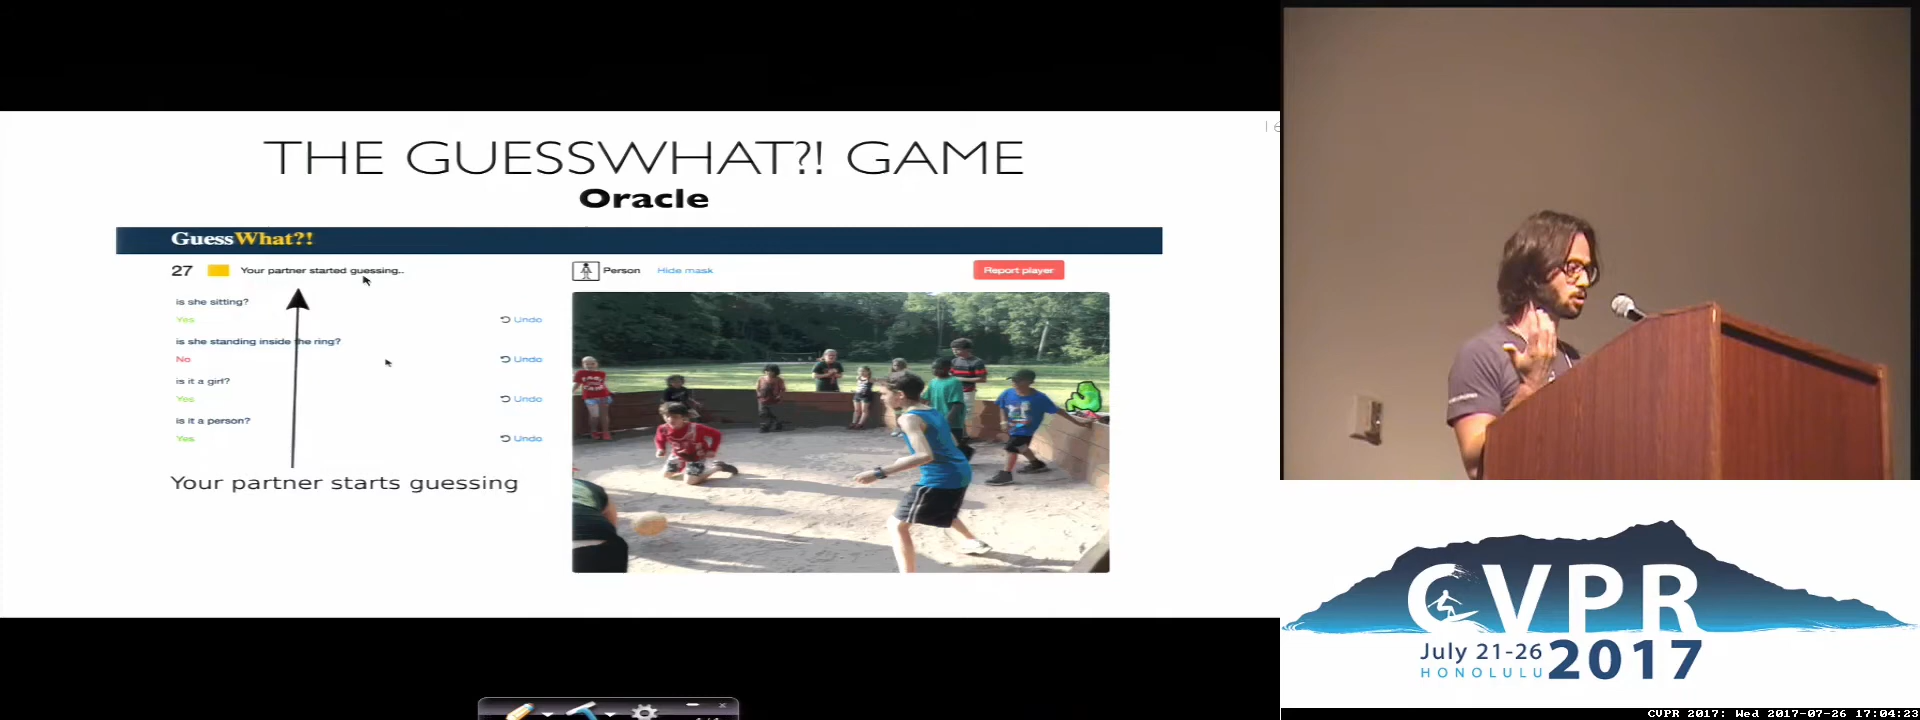 THE GUESSWHAT?! GAME
Oracle
GuessWhat?!
27 Your partner started guessing..
Person Hide mask Report player
is she sitting?
Yes Undo
is she standing inside the ring?
No Undo
is it a girl?
Yes Undo
is it a person?
Yes Undo
Your partner starts guessing
CVPR
July 21-26
HONOLULU
2017
CVPR 2017: Wed 2017-07-26 17:04:23